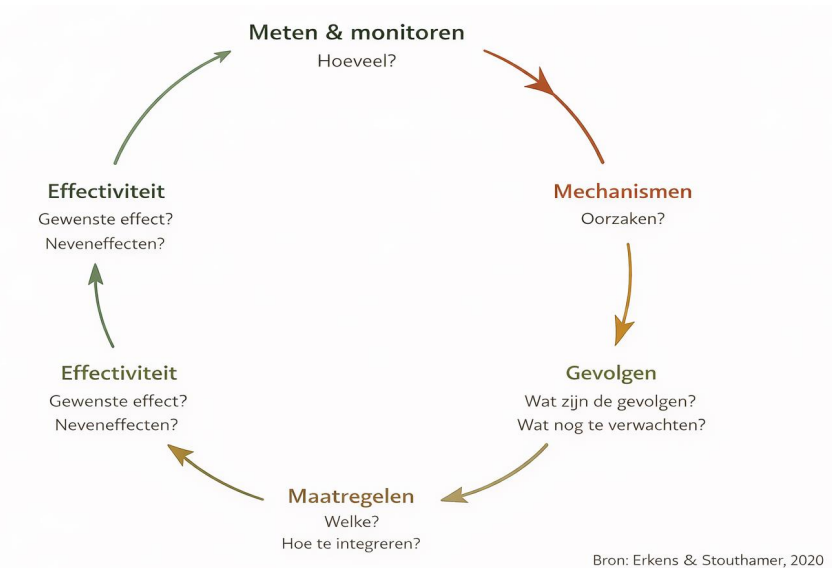 Meten & monitoren
Hoeveel?
Mechanismen
Oorzaken?
Gevolgen
Wat zijn de gevolgen?
Wat nog te verwachten?
Maatregelen
Welke?
Hoe te integreren?
Effectiviteit
Gewenste effect?
Neveneffecten?
Effectiviteit
Gewenste effect?
Neveneffecten?
Bron: Erkens & Stouthamer, 2020